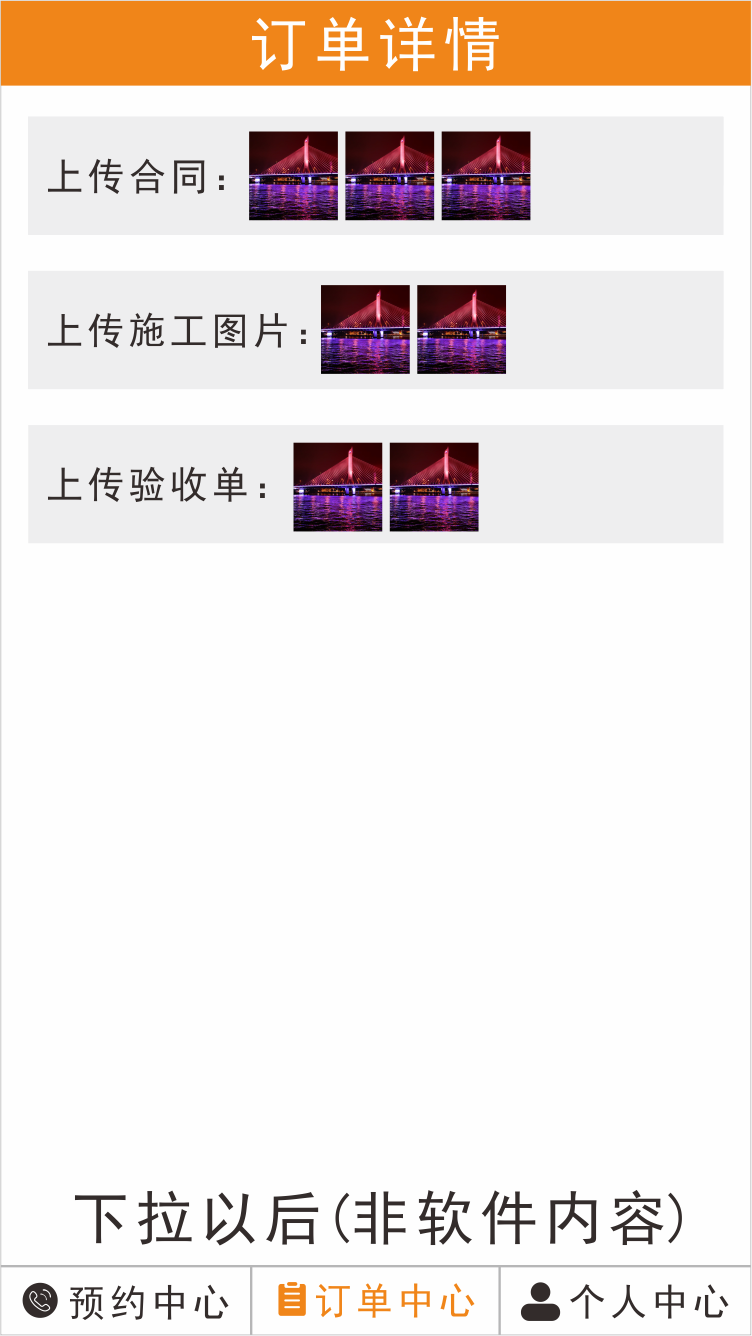 订单详情
上传合同：
上传施工图片：
上传验收单：
下拉以后(非软件内容)
预约中心 订单中心 个人中心